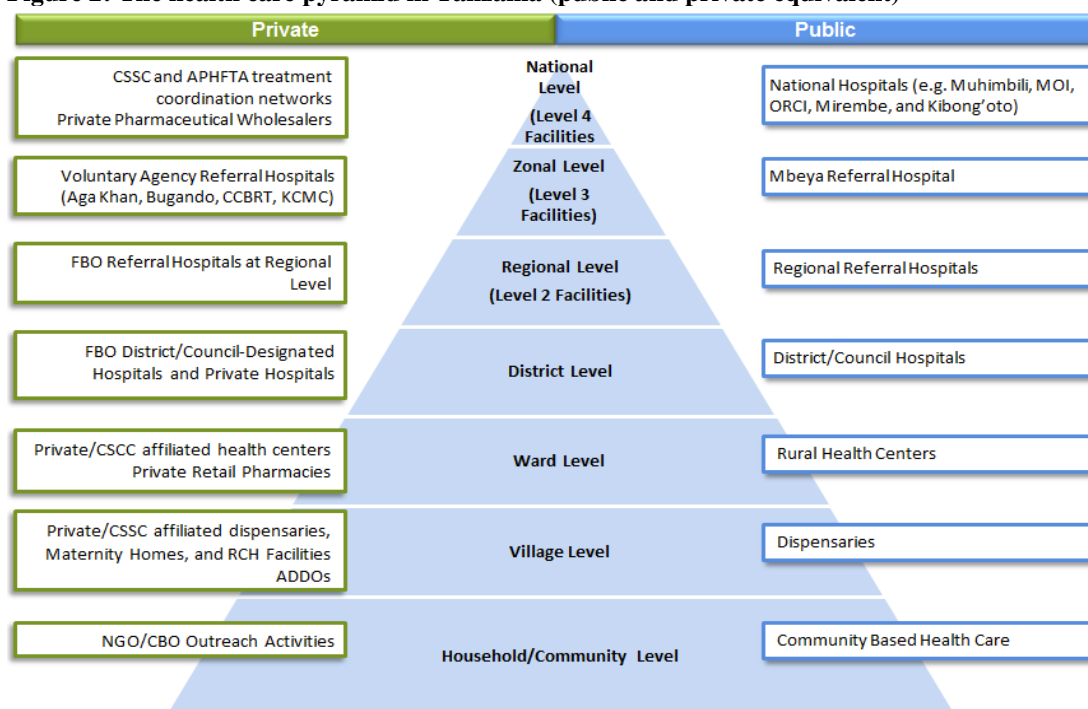 Private
Public
CSSC and APHFTA treatment
coordination networks
Private Pharmaceutical Wholesalers
National
Level
(Level 4
Facilities
National Hospitals (e.g. Muhimbili, MOI,
ORCI, Mirembe, and Kibong'oto)
Voluntary Agency Referral Hospitals
(Aga Khan, Bugando, CCBRT, KCMC)
Zonal Level
(Level 3
Facilities)
Mbeya Referral Hospital
FBO Referral Hospitals at Regional
Level
Regional Level
(Level 2 Facilities)
Regional Referral Hospitals
FBO District/Council-Designated
Hospitals and Private Hospitals
District Level
District/Council Hospitals
Private/CSCC affiliated health centers
Private Retail Pharmacies
Ward Level
Rural Health Centers
Private/CSSC affiliated dispensaries,
Maternity Homes, and RCH Facilities
ADDOs
Village Level
Dispensaries
NGO/CBO Outreach Activities
Household/Community Level
Community Based Health Care